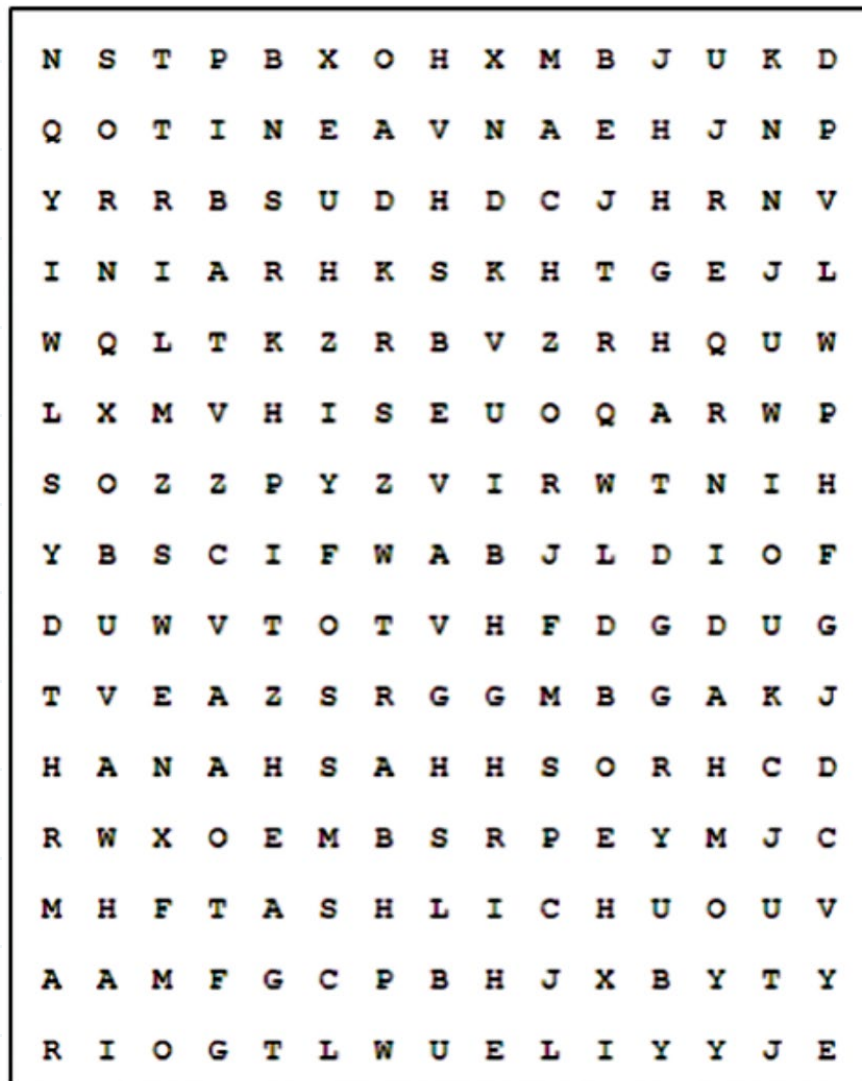 N S T P B X O H X M B J U K D
Q O T I N E A V N A E H J N P
Y R R B S U D H D C J H R N V
I N I A R H K S K H T G E J L
W Q L T K Z R B V Z R H Q U W
L X M V H I S E U O Q A R W P
S O Z Z P Y Z V I R W T N I H
Y B S C I F W A B J L D I O F
D U W V T O T V H F D G D U G
T V E A Z S R G G M B G A K J
H A N A H S A H H S O R H C D
R W X O E M B S R P E Y M J C
M H F T A S H L I C H U O U V
A A M F G C P B H J X B Y T Y
R I O G T L W U E L I Y Y J E